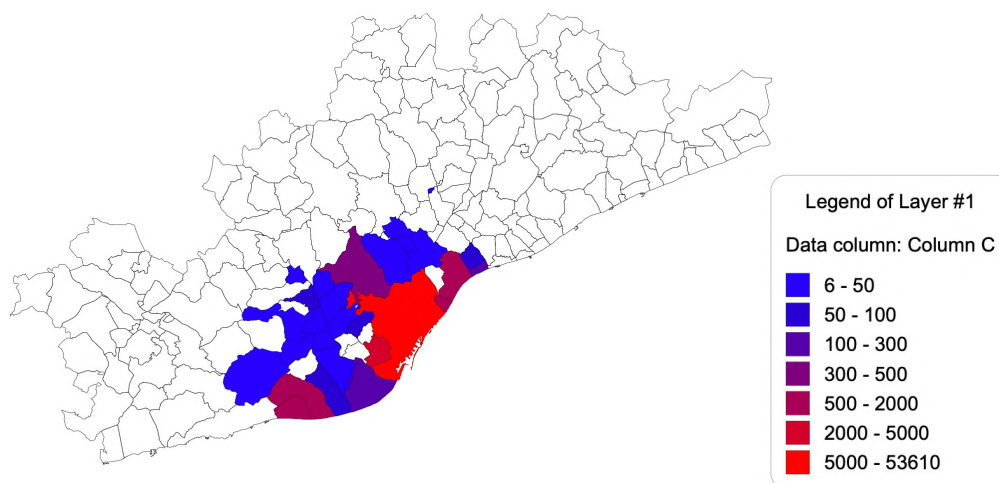 Legend of Layer #1
Data column: Column C
6 - 50
50 - 100
100 - 300
300 - 500
500 - 2000
2000 - 5000
5000 - 53610